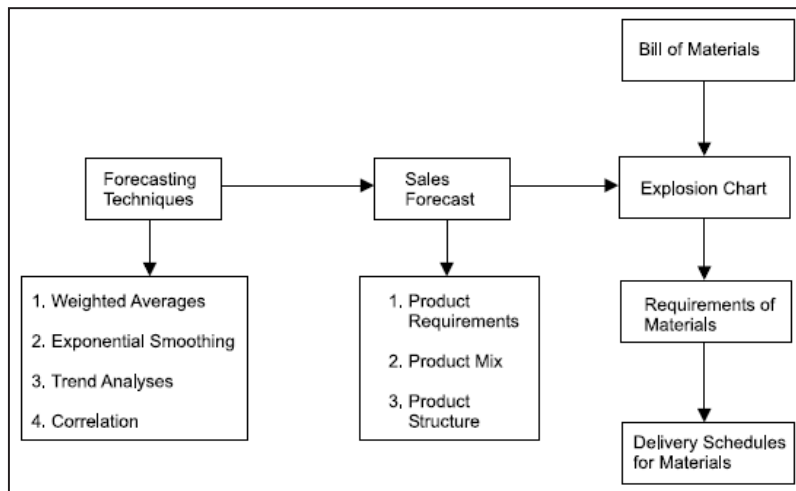 Bill of Materials
Forecasting
Techniques
Sales
Forecast
Explosion Chart
1. Weighted Averages
2. Exponential Smoothing
3. Trend Analyses
4. Correlation
1. Product
Requirements
2. Product Mix
3, Product
Structure
Requirements of
Materials
Delivery Schedules
for Materials